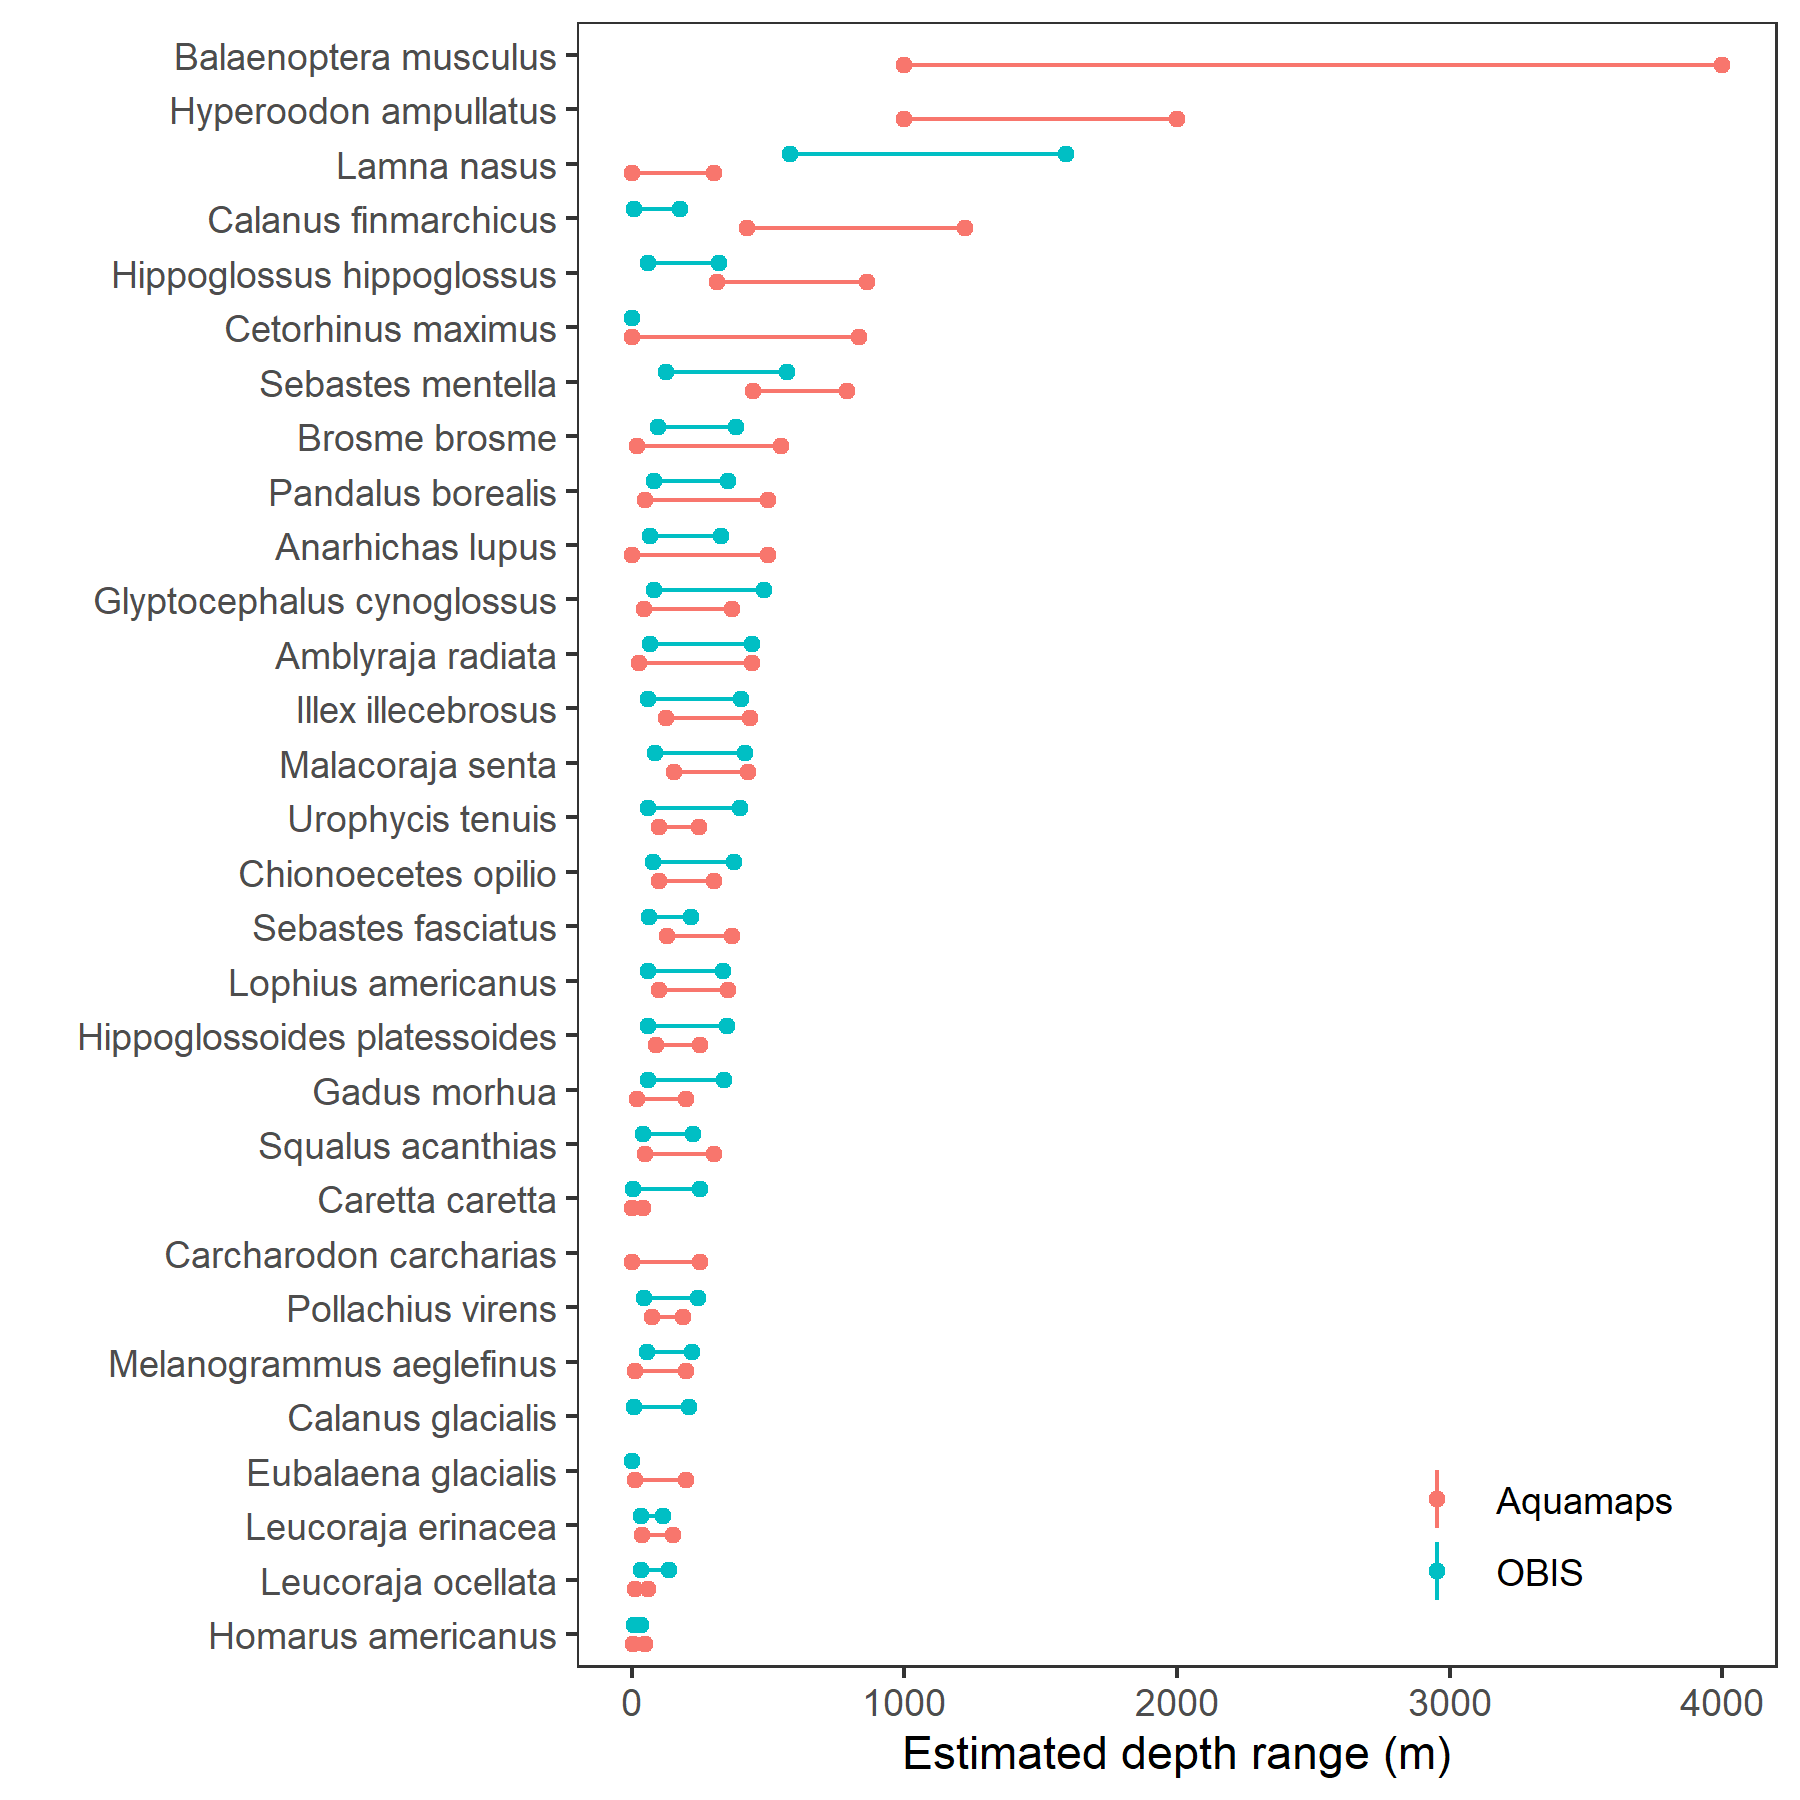 Balaenoptera musculus
Hyperoodon ampullatus
Lamna nasus
Calanus finmarchicus
Hippoglossus hippoglossus
Cetorhinus maximus
Sebastes mentella
Brosme brosme
Pandalus borealis
Anarhichas lupus
Glyptocephalus cynoglossus
Amblyraja radiata
Illex illecebrosus
Malacoraja senta
Urophycis tenuis
Chionoecetes opilio
Sebastes fasciatus
Lophius americanus
Hippoglossoides platessoides
Gadus morhua
Squalus acanthias
Caretta caretta
Carcharodon carcharias
Pollachius virens
Melanogrammus aeglefinus
Calanus glacialis
Eubalaena glacialis
Leucoraja erinacea
Leucoraja ocellata
Homarus americanus
Aquamaps
OBIS
0 1000 2000 3000 4000
Estimated depth range (m)